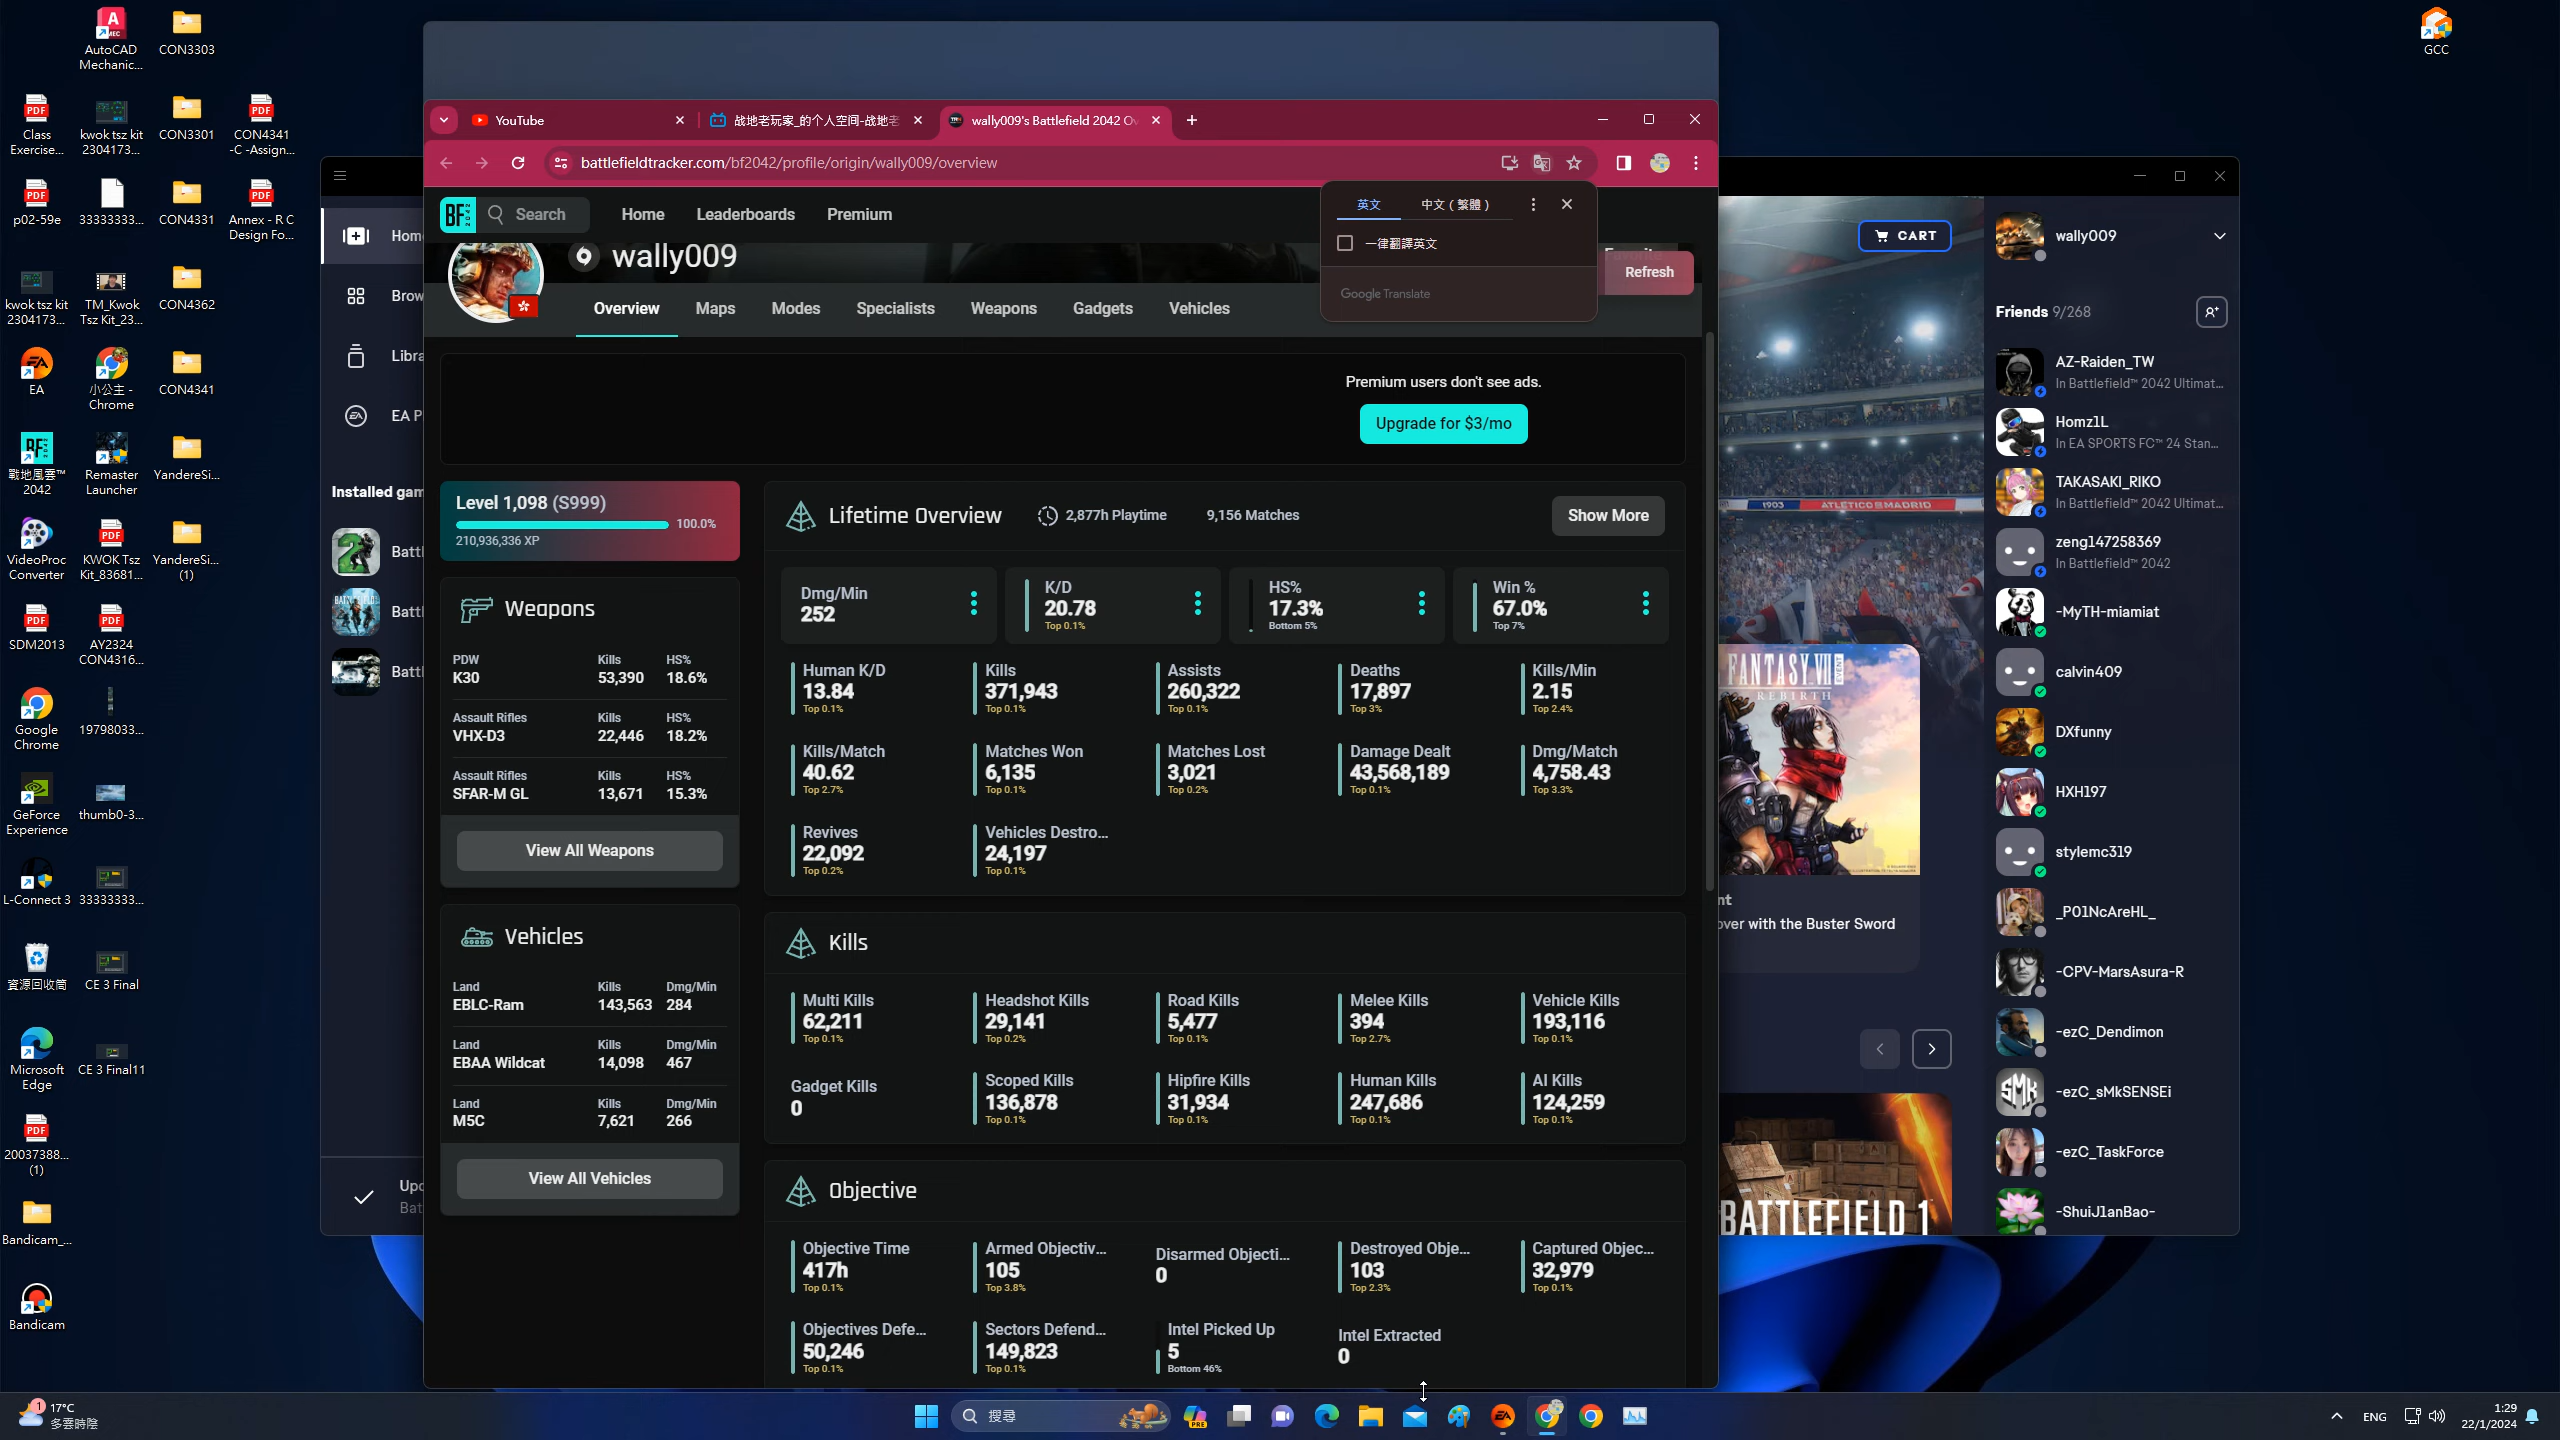 AutoCAD
Mechanic...
CON3303
Class
Exercise...
kwok tsz kit
2304173...
CON3301
CON4341
-C -Assign...
p02-59e
33333333...
CON4331
Annex - R C
Design Fo...
kwok tsz kit
2304173...
TM_Kwok
Tsz Kit_23...
CON4362
EA
小公主 -
Chrome
CON4341
戰地風雲™
2042
Remaster
Launcher
YandereSi...
VideoProc
Converter
KWOK Tsz
Kit_83681...
YandereSi...
(1)
SDM2013
AY2324
CON4316...
Google
Chrome
19798033...
GeForce
Experience
thumb0-3...
L-Connect 3
33333333...
資源回收筒
CE 3 Final
Microsoft
Edge
CE 3 Final11
20037388...
(1)
Bandicam_...
Bandicam
GCC
Home
Brow
Libra
EA P
Installed gam
Battl
Battl
Battl
Upd
Bat
YouTube
战地老玩家_的个人空间-战地老
wally009's Battlefield 2042 Ov
battlefieldtracker.com/bf2042/profile/origin/wally009/overview
BF 2042
Search
Home
Leaderboards
Premium
英文
中文 ( 繁體 )
一律翻譯英文
Google Translate
wally009
Favorite
Refresh
Overview
Maps
Modes
Specialists
Weapons
Gadgets
Vehicles
Premium users don't see ads.
Upgrade for $3/mo
Level 1,098 (S999)
100.0%
210,936,336 XP
Weapons
PDW Kills HS%
K30 53,390 18.6%
Assault Rifles Kills HS%
VHX-D3 22,446 18.2%
Assault Rifles Kills HS%
SFAR-M GL 13,671 15.3%
View All Weapons
Vehicles
Land Kills Dmg/Min
EBLC-Ram 143,563 284
Land Kills Dmg/Min
EBAA Wildcat 14,098 467
Land Kills Dmg/Min
M5C 7,621 266
View All Vehicles
Lifetime Overview 2,877h Playtime 9,156 Matches Show More
Dmg/Min
252
K/D
20.78
Top 0.1%
HS%
17.3%
Bottom 5%
Win %
67.0%
Top 7%
Human K/D
13.84
Top 0.1%
Kills
371,943
Top 0.1%
Assists
260,322
Top 0.1%
Deaths
17,897
Top 3%
Kills/Min
2.15
Top 2.4%
Kills/Match
40.62
Top 2.7%
Matches Won
6,135
Top 0.1%
Matches Lost
3,021
Top 0.2%
Damage Dealt
43,568,189
Top 0.1%
Dmg/Match
4,758.43
Top 3.3%
Revives
22,092
Top 0.2%
Vehicles Destro...
24,197
Top 0.1%
Kills
Multi Kills
62,211
Top 0.1%
Headshot Kills
29,141
Top 0.2%
Road Kills
5,477
Top 0.1%
Melee Kills
394
Top 2.7%
Vehicle Kills
193,116
Top 0.1%
Gadget Kills
0
Scoped Kills
136,878
Top 0.1%
Hipfire Kills
31,934
Top 0.1%
Human Kills
247,686
Top 0.1%
AI Kills
124,259
Top 0.1%
Objective
Objective Time
417h
Top 0.1%
Armed Objectiv...
105
Top 3.8%
Disarmed Objecti...
0
Destroyed Obje...
103
Top 2.3%
Captured Objec...
32,979
Top 0.1%
Objectives Defe...
50,246
Top 0.1%
Sectors Defend...
149,823
Top 0.1%
Intel Picked Up
5
Bottom 46%
Intel Extracted
0
CART
1903 ATLÉTICO DE MADRID
FANTASY VII
REBIRTH
EVENT
nt
over with the Buster Sword
BATTLEFIELD 1
wally009
Friends 9/268
AZ-Raiden_TW
In Battlefield™ 2042 Ultimat...
Homz1L
In EA SPORTS FC™ 24 Stan...
TAKASAKI_RIKO
In Battlefield™ 2042 Ultimat...
zeng147258369
In Battlefield™ 2042
-MyTH-miamiat
calvin409
DXfunny
HXH197
stylemc319
_P01NcAreHL_
-CPV-MarsAsura-R
-ezC_Dendimon
-ezC_sMkSENSEi
-ezC_TaskForce
-ShuiJ1anBao-
1
17°C
多雲時陰
搜尋
PRE
ENG
1:29
22/1/2024